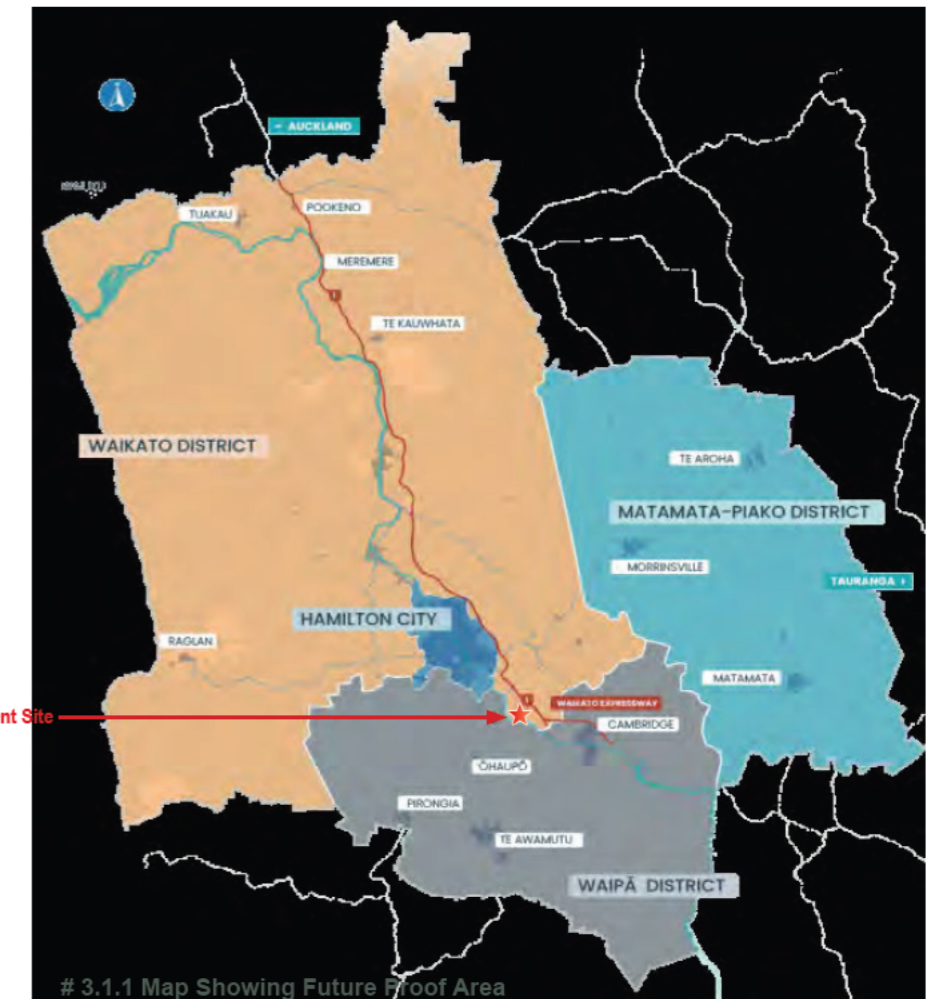 ← AUCKLAND
TUAKAU
POOKENO
MEREMERE
1
TE KAUWHATA
WAIKATO DISTRICT
TE AROHA
MATAMATA-PIAKO DISTRICT
MORRINSVILLE
TAURANGA ›
HAMILTON CITY
RAGLAN
MATAMATA
1
WAIKATO EXPRESSWAY
nt Site
CAMBRIDGE
ŌHAUPŌ
PIRONGIA
TE AWAMUTU
WAIPĀ DISTRICT
# 3.1.1 Map Showing Future Proof Area